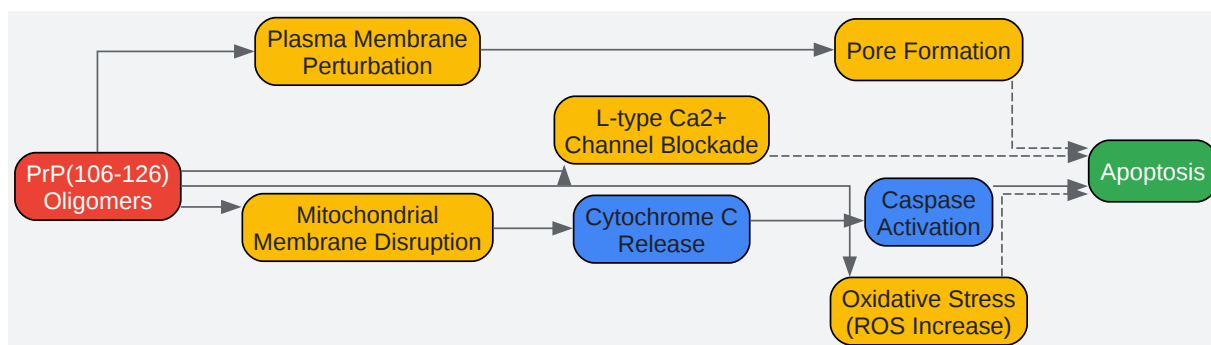 Plasma Membrane
Perturbation
Pore Formation
L-type Ca2+
Channel Blockade
PrP(106-126)
Oligomers
Apoptosis
Mitochondrial
Membrane Disruption
Cytochrome C
Release
Caspase
Activation
Oxidative Stress
(ROS Increase)